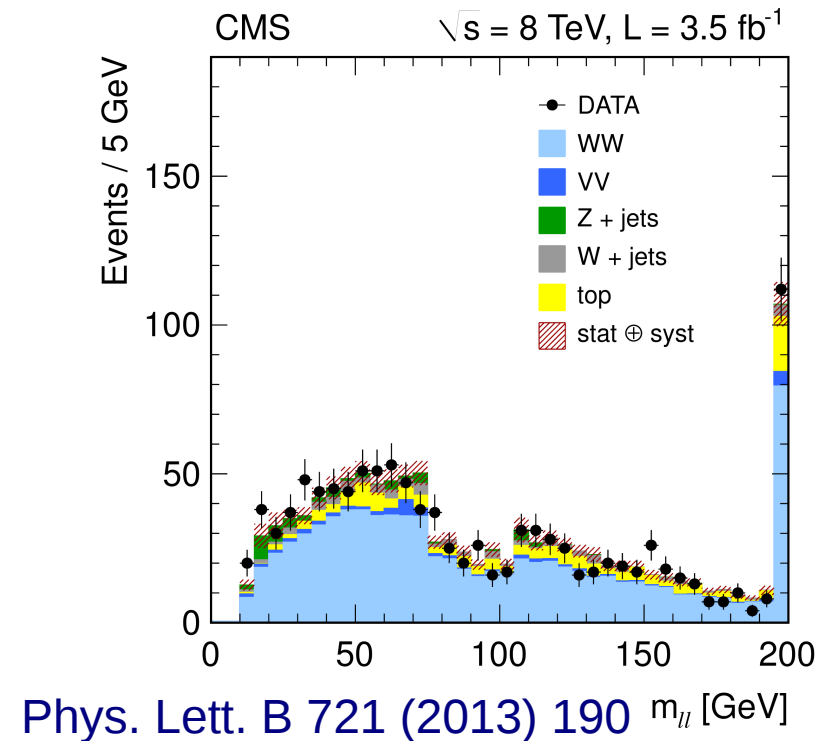 CMS √s = 8 TeV, L = 3.5 fb⁻¹
Events / 5 GeV
DATA
WW
VV
Z + jets
W + jets
top
stat ⊕ syst
150
100
50
0
0 50 100 150 200
m_ll [GeV]
Phys. Lett. B 721 (2013) 190